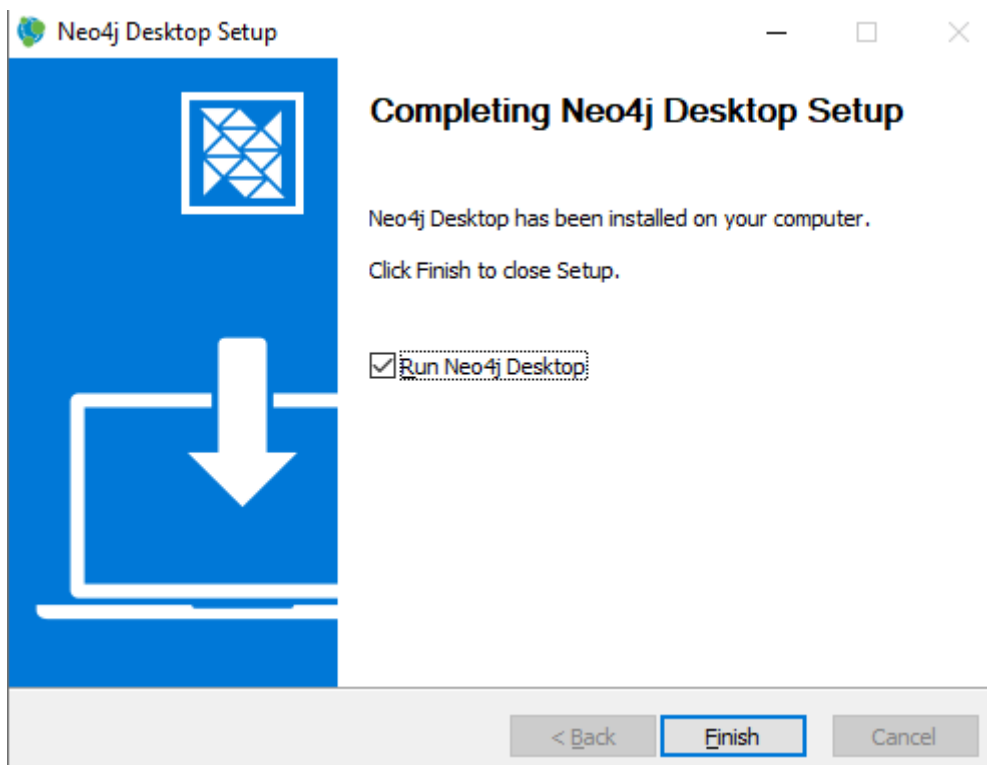 Neo4j Desktop Setup
Completing Neo4j Desktop Setup
Neo4j Desktop has been installed on your computer.
Click Finish to close Setup.
Run Neo4j Desktop
< Back
Finish
Cancel